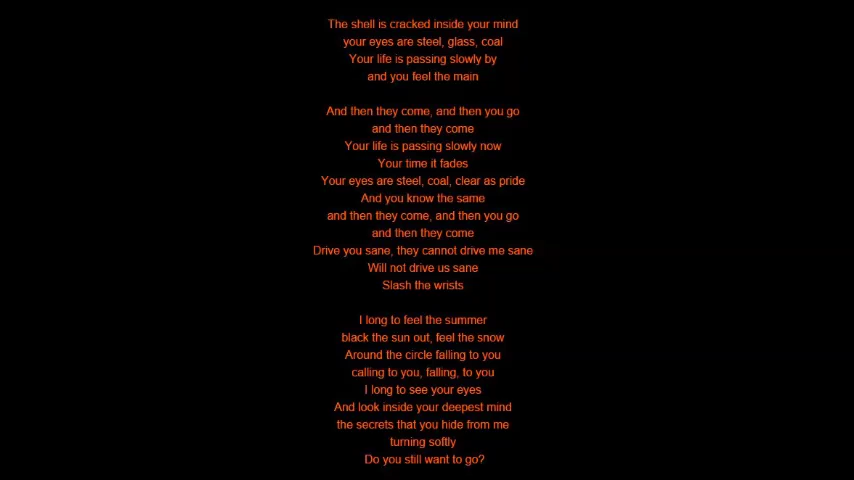 The shell is cracked inside your mind
your eyes are steel, glass, coal
Your life is passing slowly by
and you feel the main
And then they come, and then you go
and then they come
Your life is passing slowly now
Your time it fades
Your eyes are steel, coal, clear as pride
And you know the same
and then they come, and then you go
and then they come
Drive you sane, they cannot drive me sane
Will not drive us sane
Slash the wrists
I long to feel the summer
black the sun out, feel the snow
Around the circle falling to you
calling to you, falling, to you
I long to see your eyes
And look inside your deepest mind
the secrets that you hide from me
turning softly
Do you still want to go?